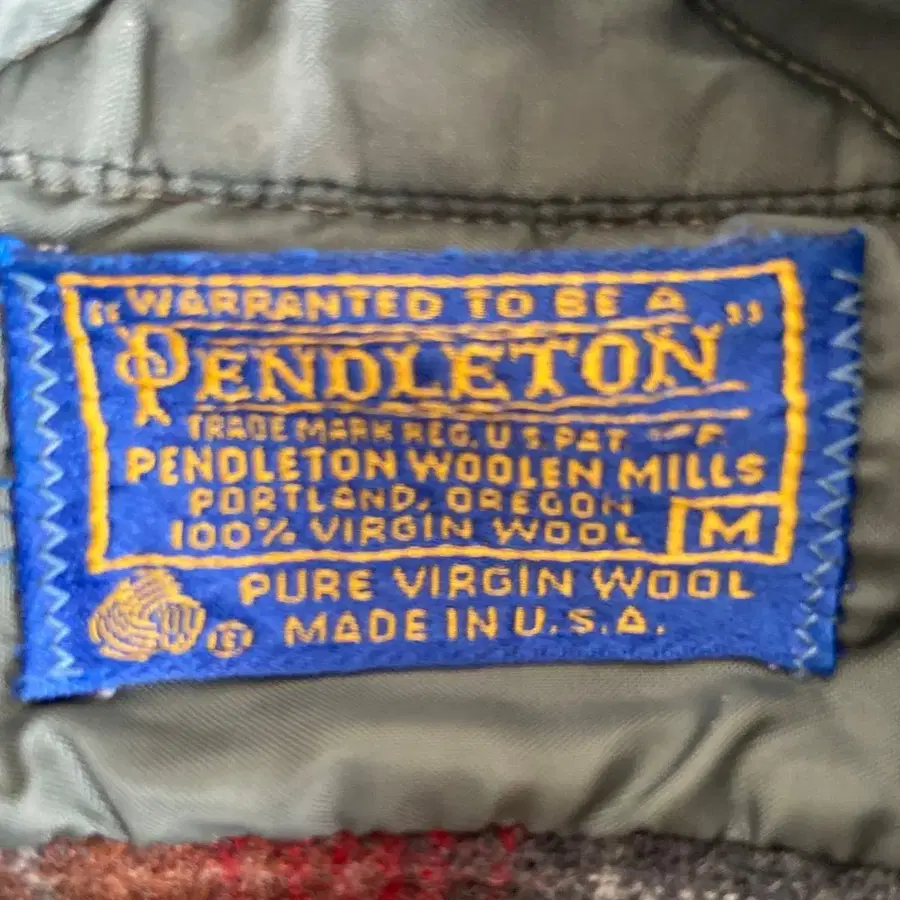 "WARRANTED TO BE A"
PENDLETON
TRADE MARK REG. U.S. PAT.
PENDLETON WOOLEN MILLS
PORTLAND, OREGON
100% VIRGIN WOOL M
PURE VIRGIN WOOL
MADE IN U.S.A.